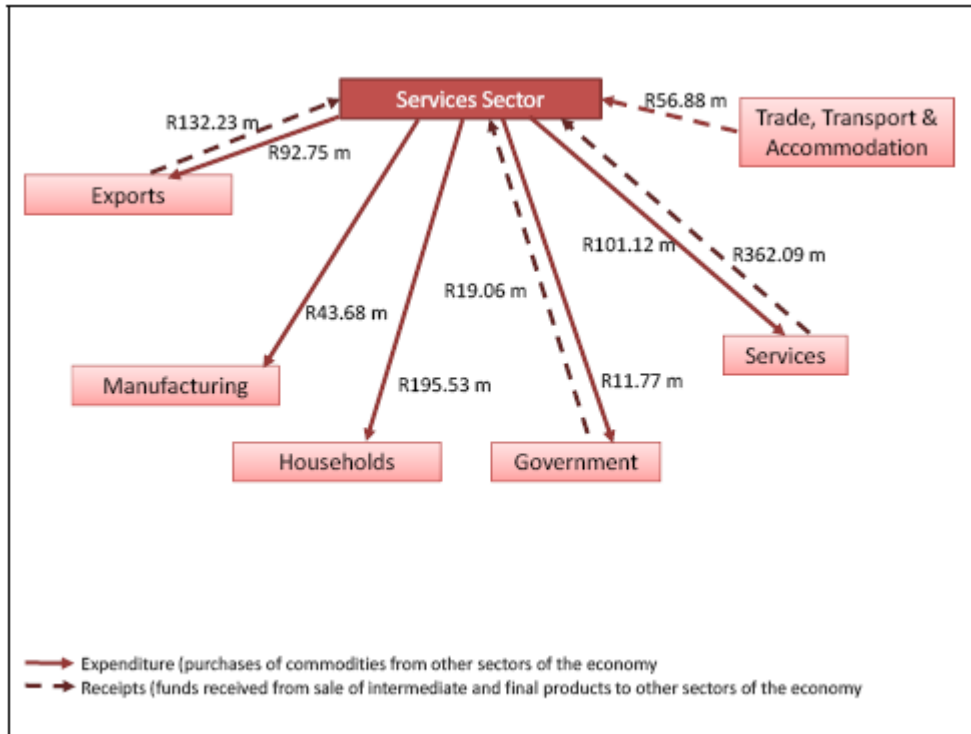 Services Sector
R56.88 m
Trade, Transport &
Accommodation
R132.23 m
R92.75 m
Exports
R101.12 m
R362.09 m
R19.06 m
R43.68 m
Services
Manufacturing
R195.53 m
R11.77 m
Households
Government
Expenditure (purchases of commodities from other sectors of the economy
Receipts (funds received from sale of intermediate and final products to other sectors of the economy